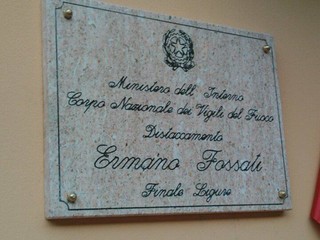 Ministero dell' Interno
Corpo Nazionale dei Vigili del Fuoco
Distaccamento
Ermano Fossati
Finale Ligure